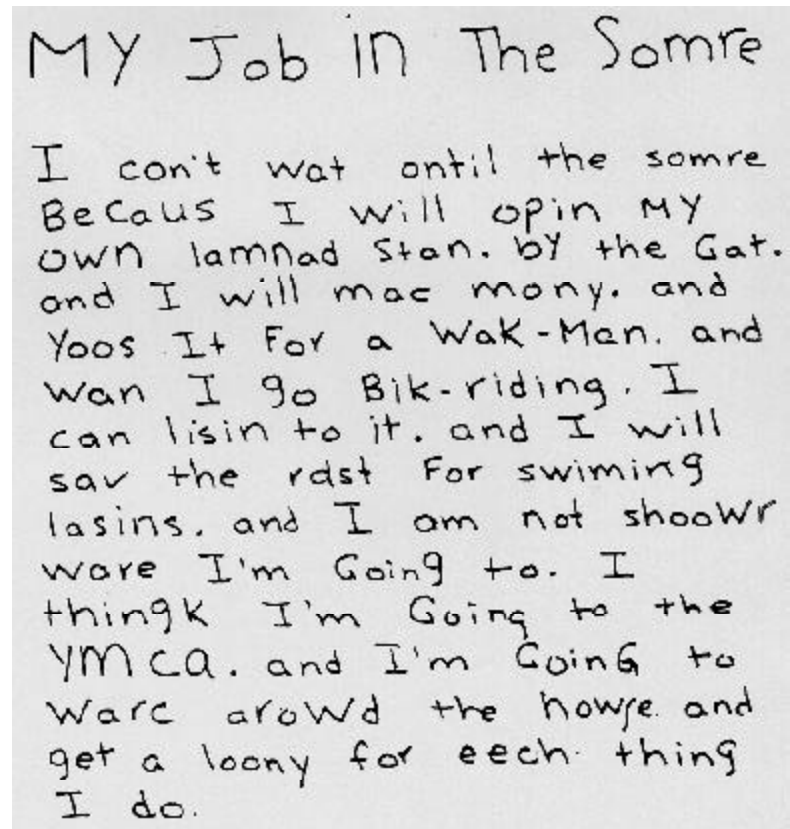 My Job in The Somre
I con't wat ontil the somre
BeCaus I will opin My
own lamnad Stan. by the Gat.
and I will mac mony. and
Yoos It For a Wak-Man. and
wan I go Bik-riding. I
can lisin to it. and I will
sav the rast For swiming
lasins. and I am not shoowr
ware I'm Going to. I
thingk I'm Going to the
YMCA. and I'm GoinG to
Warc arowd the howse. and
get a loony for eech thing
I do.